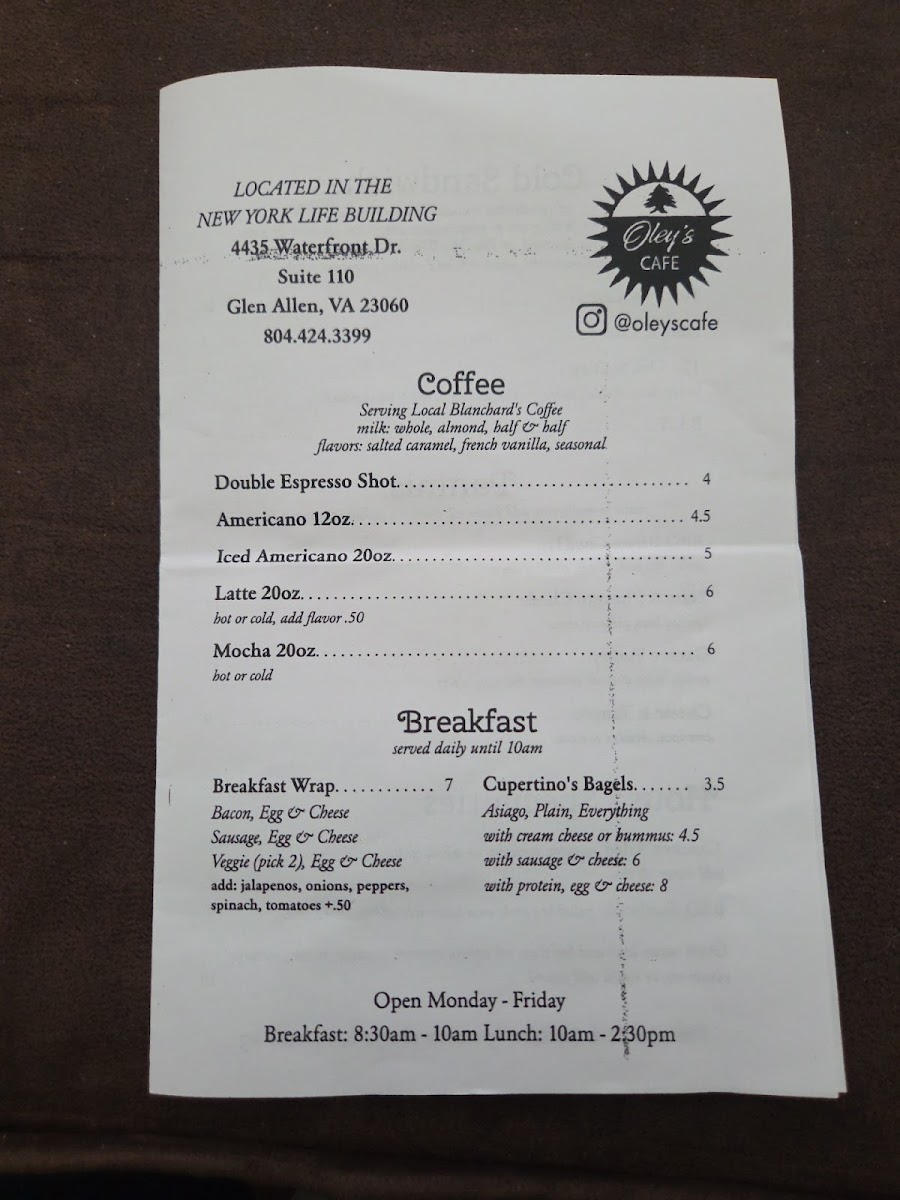 LOCATED IN THE
NEW YORK LIFE BUILDING
4435 Waterfront Dr.
Suite 110
Glen Allen, VA 23060
804.424.3399
Oley's
CAFE
@oleyscafe
Coffee
Serving Local Blanchard's Coffee
milk: whole, almond, half & half
flavors: salted caramel, french vanilla, seasonal
Double Espresso Shot................................... 4
Americano 12oz........................................ 4.5
Iced Americano 20oz.................................... 5
Latte 20oz............................................... 6
hot or cold, add flavor .50
Mocha 20oz............................................. 6
hot or cold
Breakfast
served daily until 10am
Breakfast Wrap............ 7
Bacon, Egg & Cheese
Sausage, Egg & Cheese
Veggie (pick 2), Egg & Cheese
add: jalapenos, onions, peppers,
spinach, tomatoes +.50
Cupertino's Bagels....... 3.5
Asiago, Plain, Everything
with cream cheese or hummus: 4.5
with sausage & cheese: 6
with protein, egg & cheese: 8
Open Monday - Friday
Breakfast: 8:30am - 10am Lunch: 10am - 2:30pm